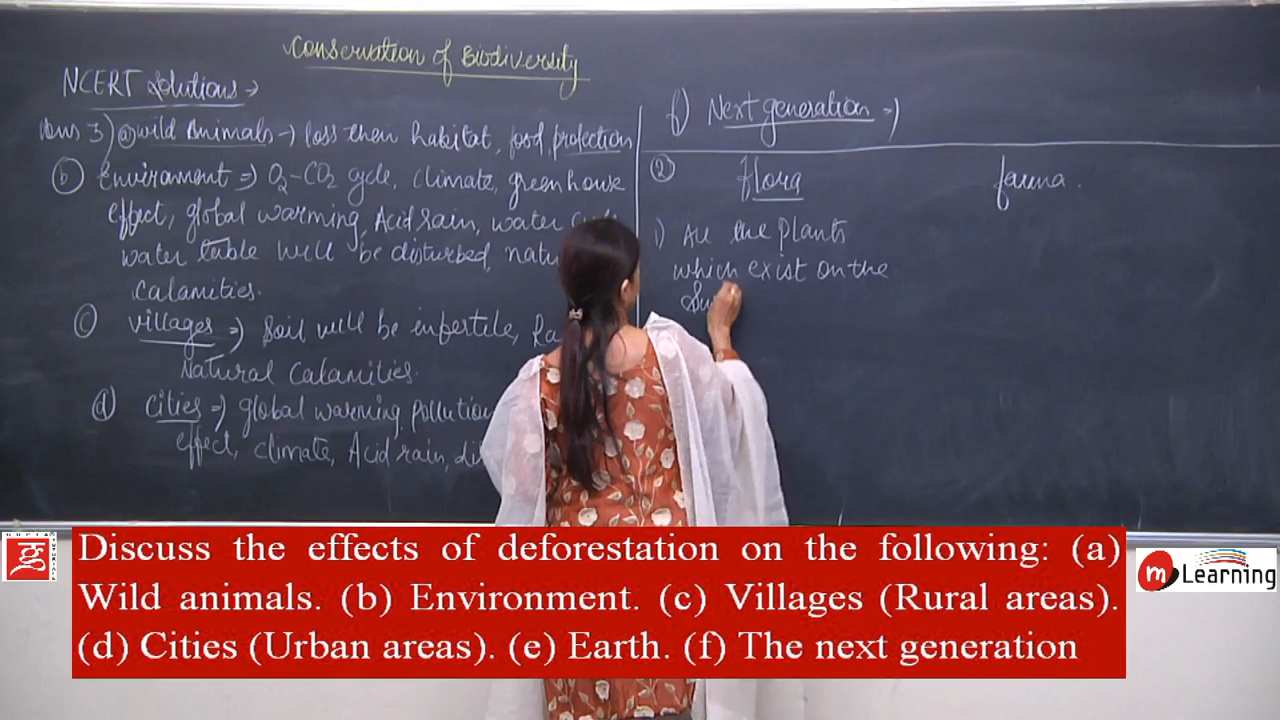 Conservation of Biodiversity
NCERT Solutions →
Ans 3) (a) wild Animals → loss then habitat, food, protection
(b) Enviroment ⇒ O2-CO2 cycle, climate, green house
effect, global warming, Acid rain, water
water table will be disturbed, natu
Calamities.
(c) villages ⇒ Soil will be infertile, Ra
Natural Calamities.
(d) cities ⇒ global warming pollution
effect, climate, Acid rain, di
f) Next generation ⇒
(2) flora fauna.
i) All the plants
which exist on the
Su
Discuss the effects of deforestation on the following: (a)
Wild animals. (b) Environment. (c) Villages (Rural areas).
(d) Cities (Urban areas). (e) Earth. (f) The next generation
m Learning